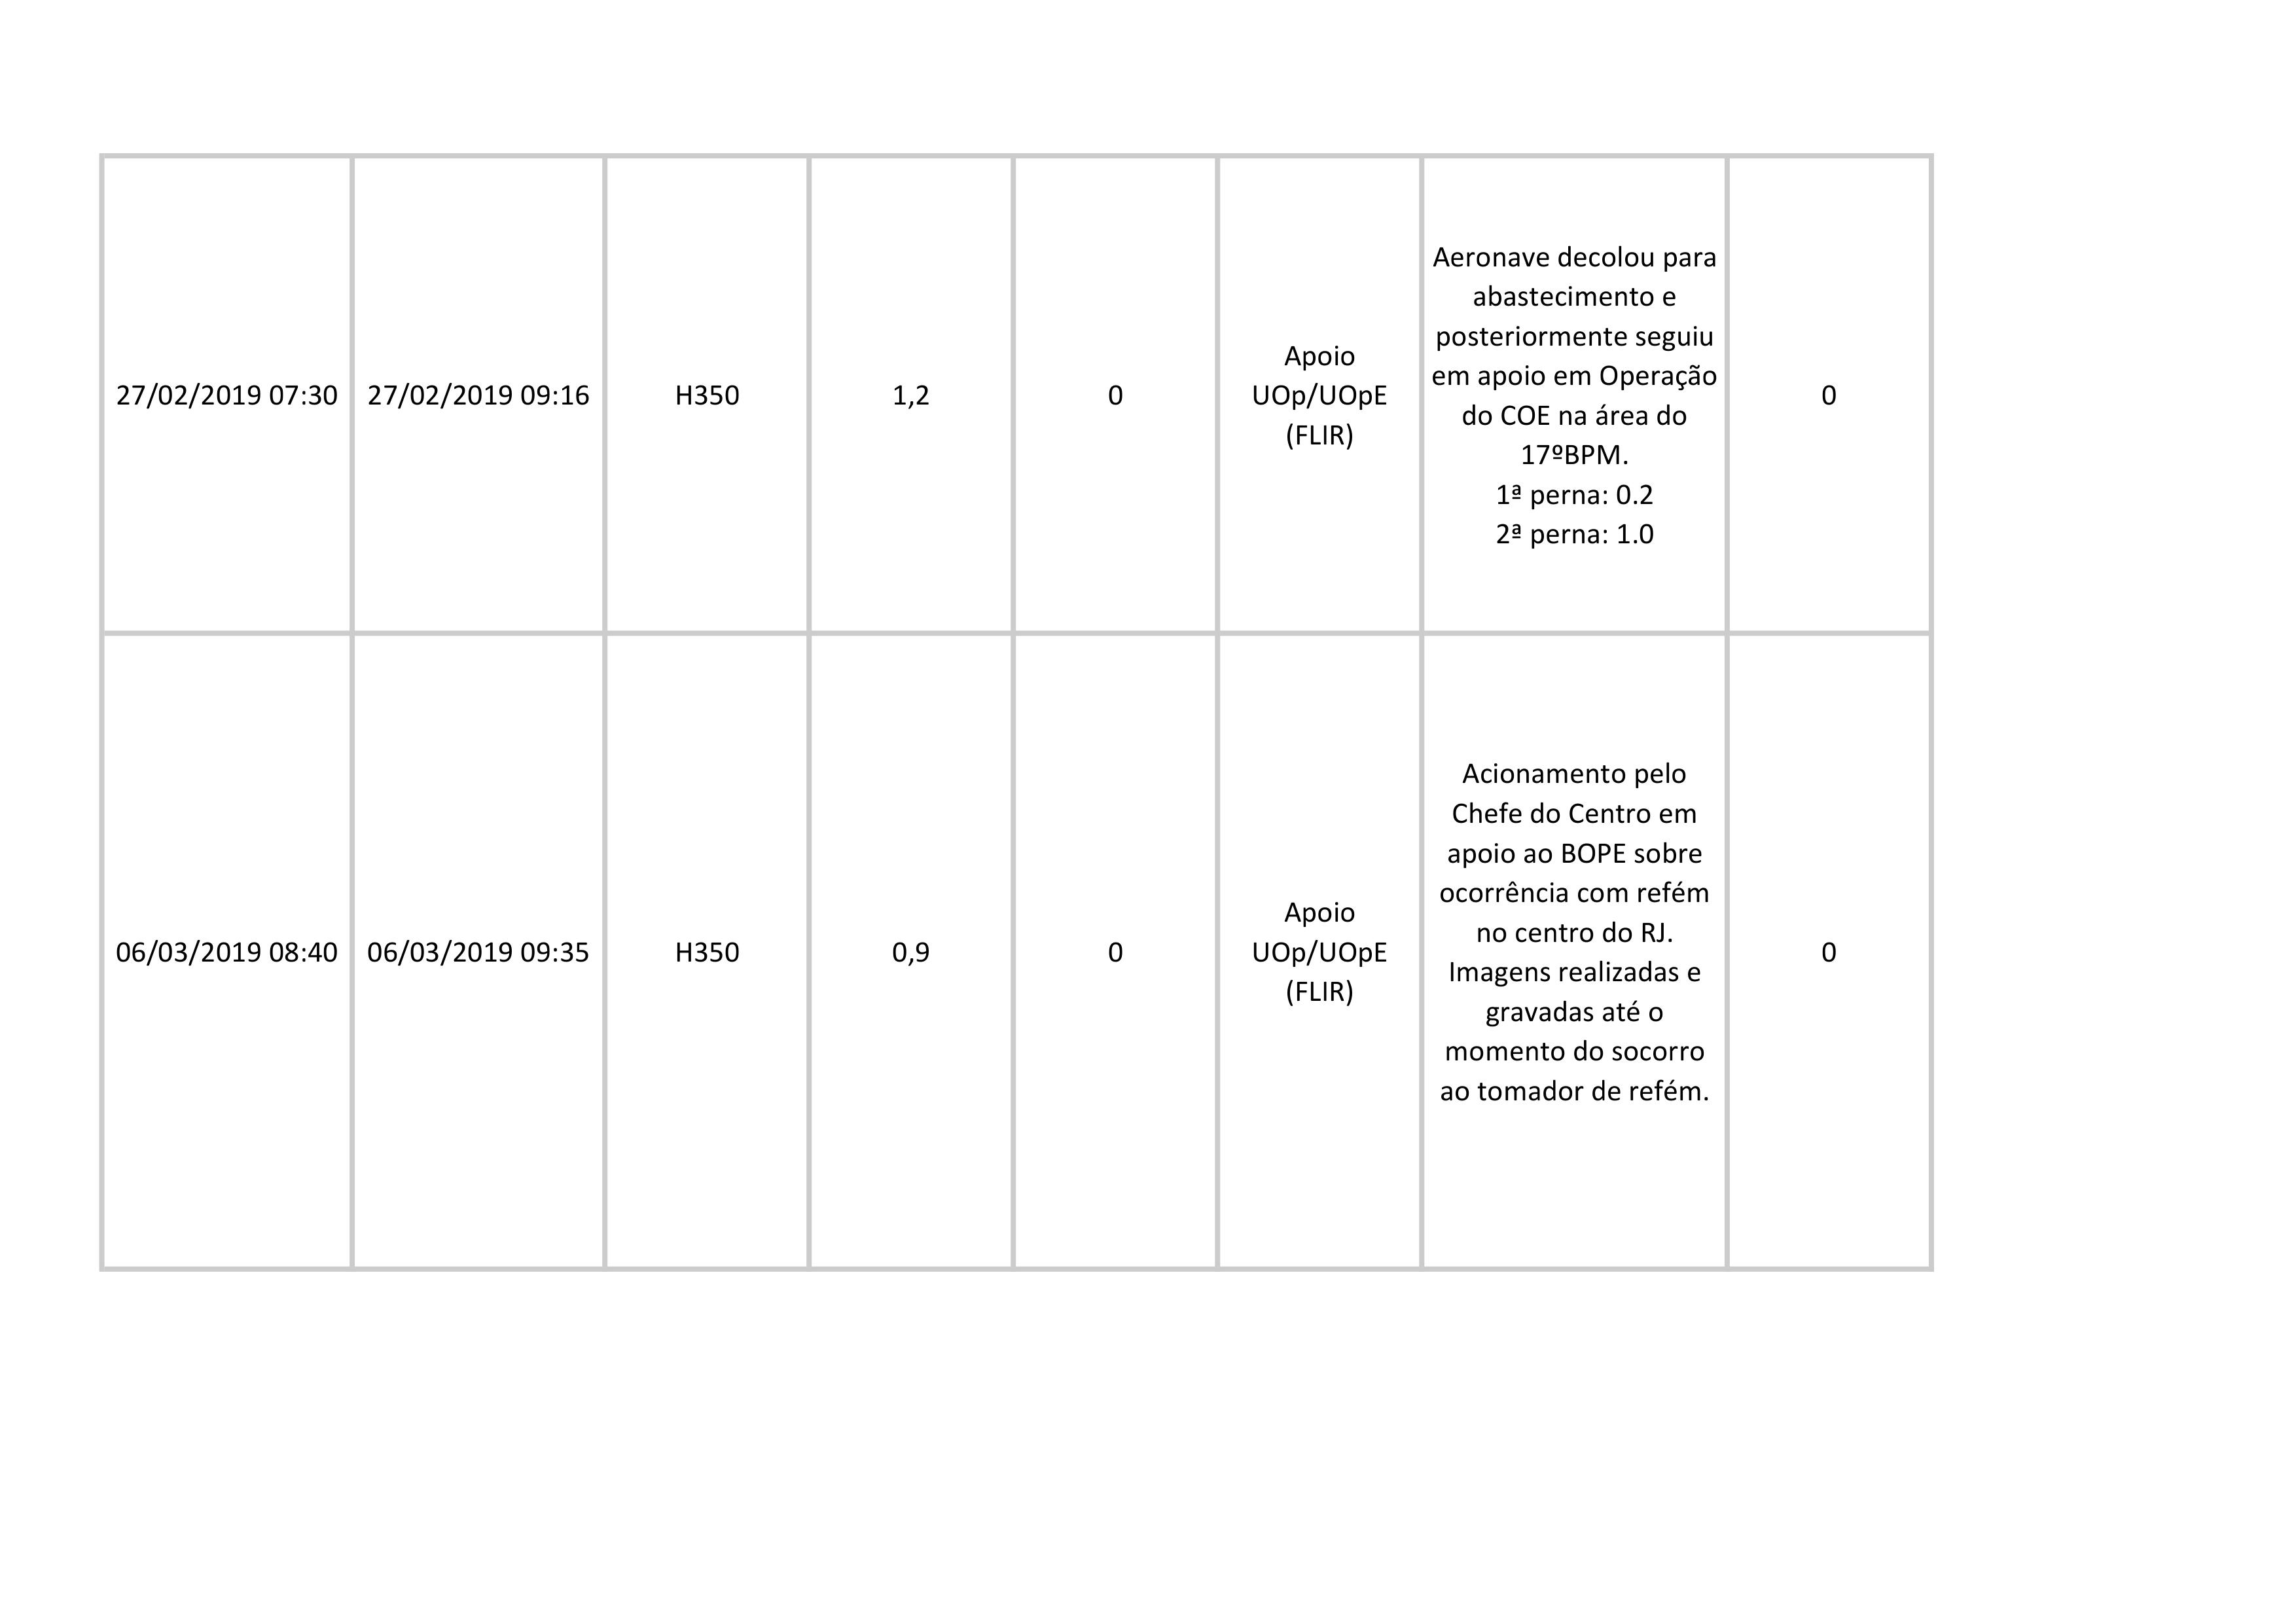 27/02/2019 07:30
27/02/2019 09:16
H350
1,2
0
Apoio
UOp/UOpE
(FLIR)
Aeronave decolou para
abastecimento e
posteriormente seguiu
em apoio em Operação
do COE na área do
17ºBPM.
1ª perna: 0.2
2ª perna: 1.0
0
06/03/2019 08:40
06/03/2019 09:35
H350
0,9
0
Apoio
UOp/UOpE
(FLIR)
Acionamento pelo
Chefe do Centro em
apoio ao BOPE sobre
ocorrência com refém
no centro do RJ.
Imagens realizadas e
gravadas até o
momento do socorro
ao tomador de refém.
0